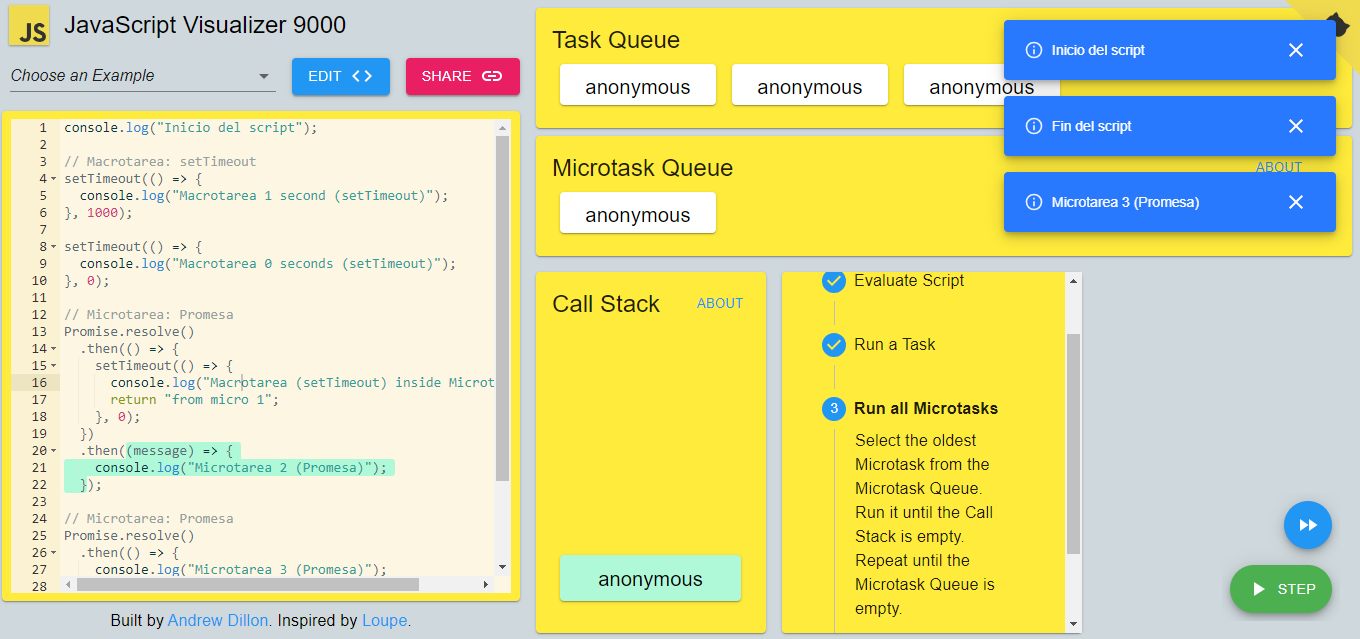 JS JavaScript Visualizer 9000
Choose an Example
EDIT
SHARE
1 console.log("Inicio del script");
2
3 // Macrotarea: setTimeout
4 setTimeout(() => {
5 console.log("Macrotarea 1 second (setTimeout)");
6 }, 1000);
7
8 setTimeout(() => {
9 console.log("Macrotarea 0 seconds (setTimeout)");
10 }, 0);
11
12 // Microtarea: Promesa
13 Promise.resolve()
14 .then(() => {
15 setTimeout(() => {
16 console.log("Macrotarea (setTimeout) inside Microt
17 return "from micro 1";
18 }, 0);
19 })
20 .then((message) => {
21 console.log("Microtarea 2 (Promesa)");
22 });
23
24 // Microtarea: Promesa
25 Promise.resolve()
26 .then(() => {
27 console.log("Microtarea 3 (Promesa)");
28
Built by Andrew Dillon. Inspired by Loupe.
Task Queue
anonymous
anonymous
anonymous
Microtask Queue
ABOUT
anonymous
Inicio del script
Fin del script
Microtarea 3 (Promesa)
Call Stack
ABOUT
anonymous
Evaluate Script
Run a Task
3 Run all Microtasks
Select the oldest
Microtask from the
Microtask Queue.
Run it until the Call
Stack is empty.
Repeat until the
Microtask Queue is
empty.
STEP